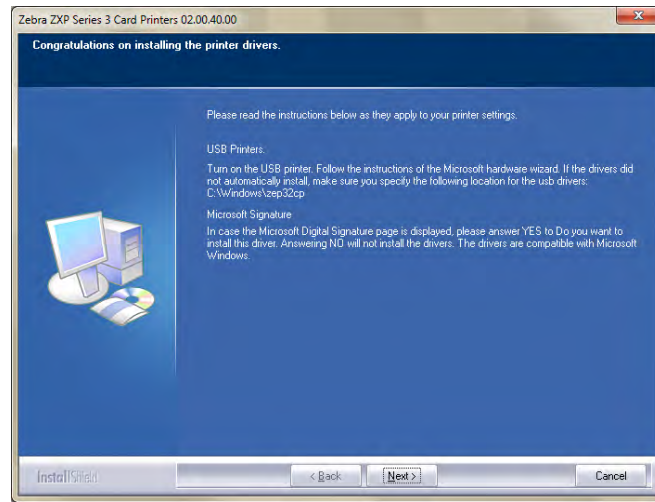 Zebra ZXP Series 3 Card Printers 02.00.40.00
Congratulations on installing the printer drivers.
Please read the instructions below as they apply to your printer settings.
USB Printers.
Turn on the USB printer. Follow the instructions of the Microsoft hardware wizard. If the drivers did
not automatically install, make sure you specify the following location for the usb drivers:
C:\Windows\zep32cp
Microsoft Signature
In case the Microsoft Digital Signature page is displayed, please answer YES to Do you want to
install this driver. Answering NO will not install the drivers. The drivers are compatible with Microsoft
Windows.
InstallShield
< Back
Next >
Cancel